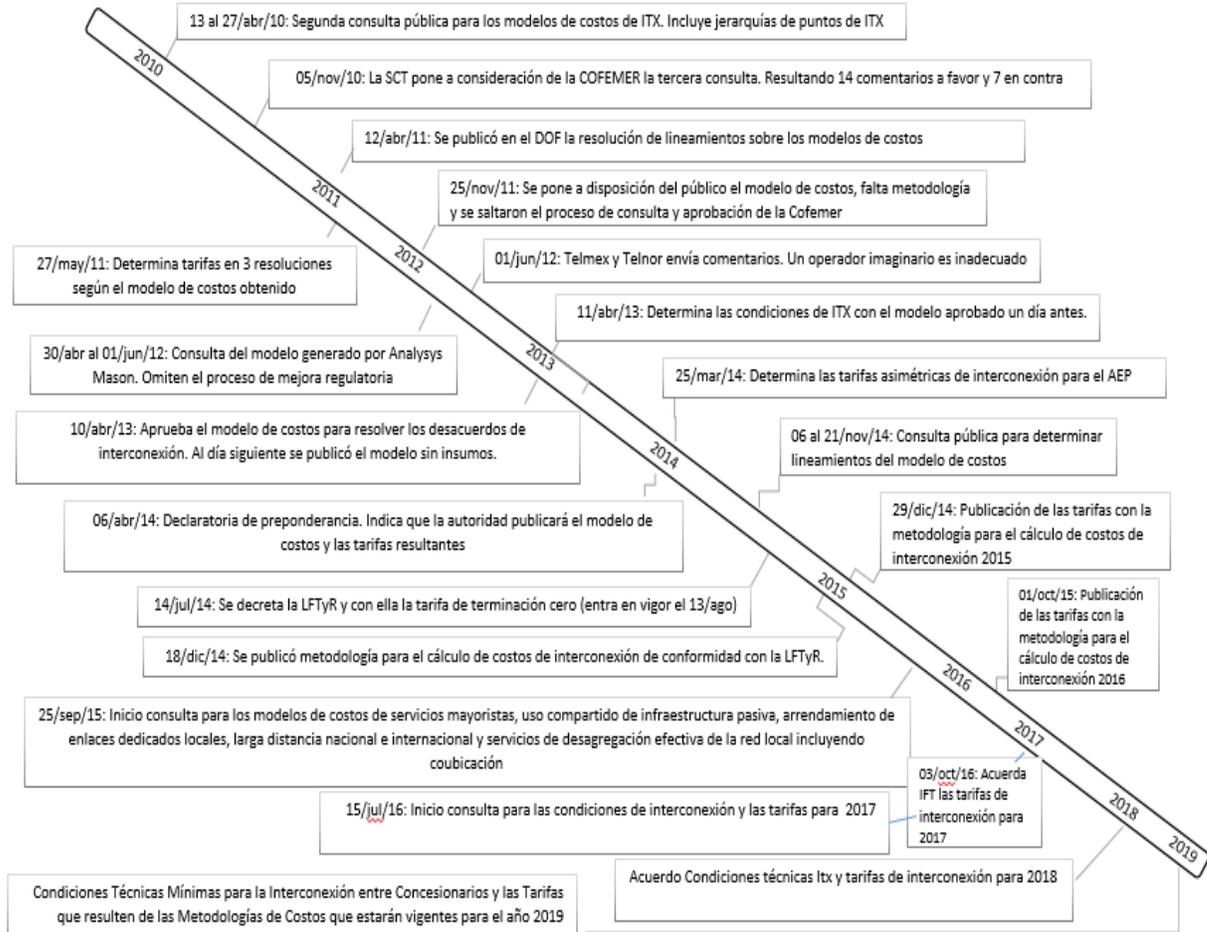 13 al 27/abr/10: Segunda consulta pública para los modelos de costos de ITX. Incluye jerarquías de puntos de ITX
2010
05/nov/10: La SCT pone a consideración de la COFEMER la tercera consulta. Resultando 14 comentarios a favor y 7 en contra
12/abr/11: Se publicó en el DOF la resolución de lineamientos sobre los modelos de costos
2011
25/nov/11: Se pone a disposición del público el modelo de costos, falta metodología
y se saltaron el proceso de consulta y aprobación de la Cofemer
27/may/11: Determina tarifas en 3 resoluciones
según el modelo de costos obtenido
2012
01/jun/12: Telmex y Telnor envía comentarios. Un operador imaginario es inadecuado
11/abr/13: Determina las condiciones de ITX con el modelo aprobado un día antes.
30/abr al 01/jun/12: Consulta del modelo generado por Analysys
Mason. Omiten el proceso de mejora regulatoria
2013
25/mar/14: Determina las tarifas asimétricas de interconexión para el AEP
10/abr/13: Aprueba el modelo de costos para resolver los desacuerdos de
interconexión. Al día siguiente se publicó el modelo sin insumos.
2014
06 al 21/nov/14: Consulta pública para determinar
lineamientos del modelo de costos
06/abr/14: Declaratoria de preponderancia. Indica que la autoridad publicará el modelo de
costos y las tarifas resultantes
29/dic/14: Publicación de las tarifas con la
metodología para el cálculo de costos de
interconexión 2015
2015
14/jul/14: Se decreta la LFTyR y con ella la tarifa de terminación cero (entra en vigor el 13/ago)
01/oct/15: Publicación
de las tarifas con la
metodología para el
cálculo de costos de
interconexión 2016
18/dic/14: Se publicó metodología para el cálculo de costos de interconexión de conformidad con la LFTyR.
2016
25/sep/15: Inicio consulta para los modelos de costos de servicios mayoristas, uso compartido de infraestructura pasiva, arrendamiento de
enlaces dedicados locales, larga distancia nacional e internacional y servicios de desagregación efectiva de la red local incluyendo
coubicación
2017
03/oct/16: Acuerda
IFT las tarifas de
interconexión para
2017
15/jul/16: Inicio consulta para las condiciones de interconexión y las tarifas para 2017
2018
2019
Acuerdo Condiciones técnicas Itx y tarifas de interconexión para 2018
Condiciones Técnicas Mínimas para la Interconexión entre Concesionarios y las Tarifas
que resulten de las Metodologías de Costos que estarán vigentes para el año 2019